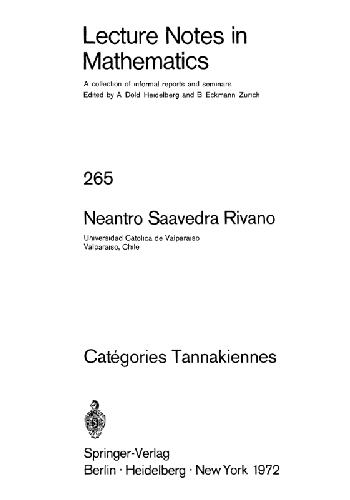 Lecture Notes in
Mathematics
A collection of informal reports and seminars
Edited by A. Dold Heidelberg and B. Eckmann Zürich
265
Neantro Saavedra Rivano
Universidad Catolica de Valparaiso
Valparaiso, Chile
Catégories Tannakiennes
Springer-Verlag
Berlin · Heidelberg · New York 1972